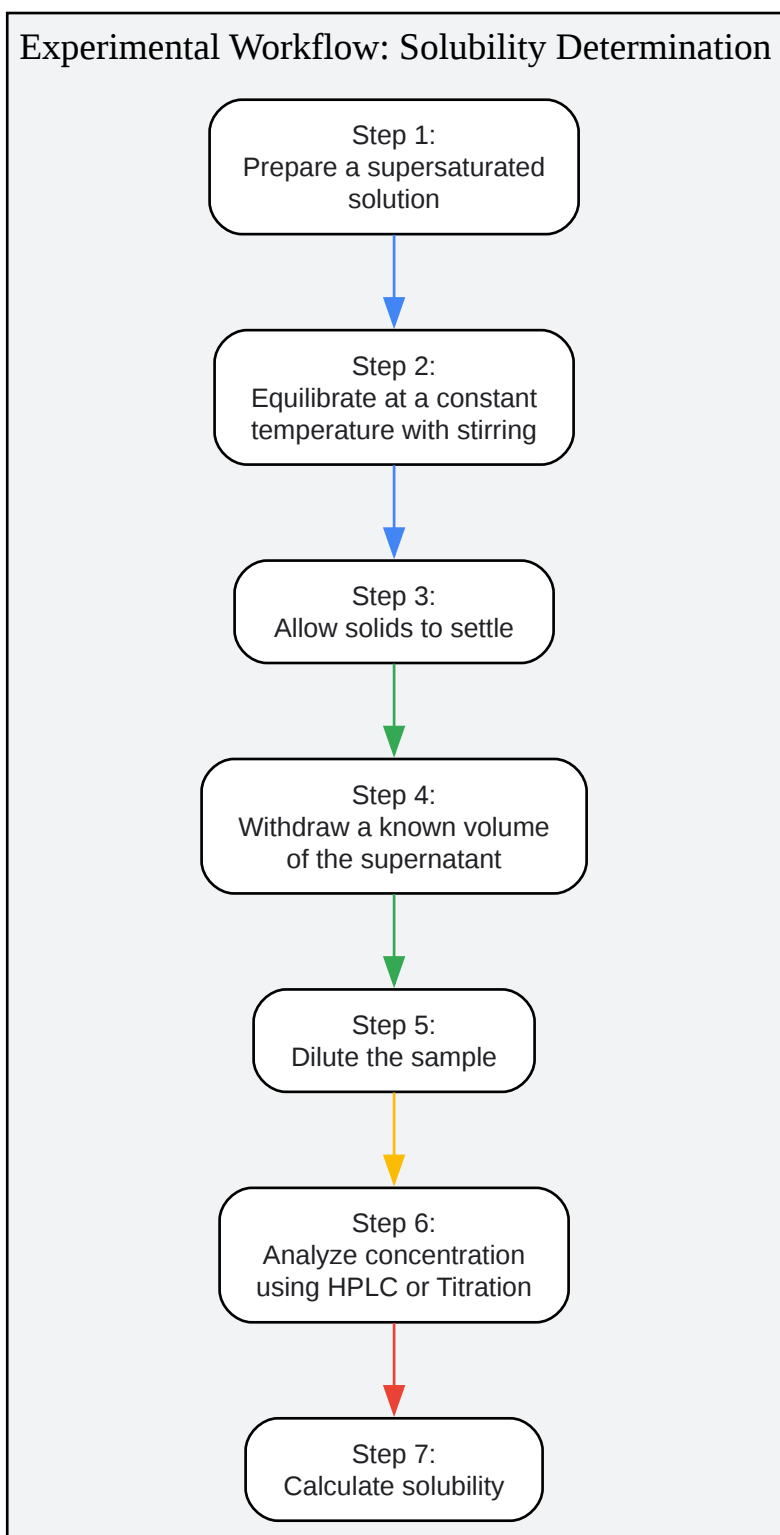 Experimental Workflow: Solubility Determination
Step 1:
Prepare a supersaturated
solution
Step 2:
Equilibrate at a constant
temperature with stirring
Step 3:
Allow solids to settle
Step 4:
Withdraw a known volume
of the supernatant
Step 5:
Dilute the sample
Step 6:
Analyze concentration
using HPLC or Titration
Step 7:
Calculate solubility